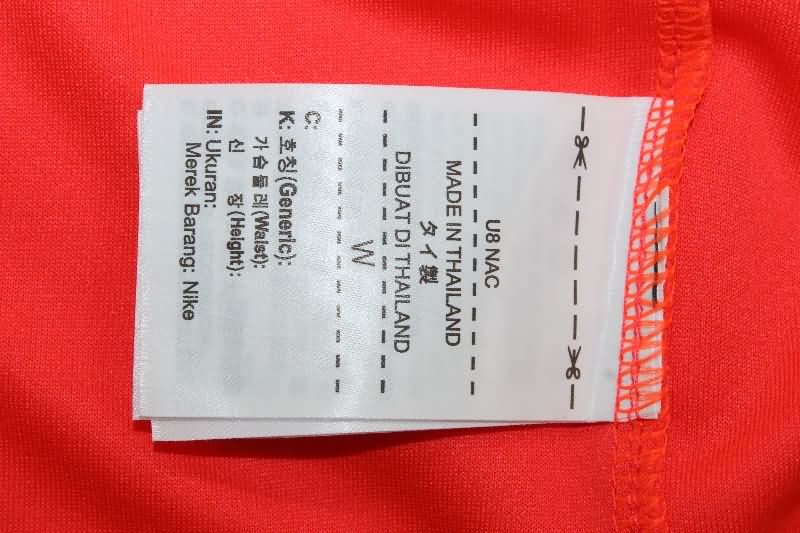 U8 NAC
MADE IN THAILAND
タイ製
DIBUAT DI THAILAND
W
C:
K: 호칭(Generic):
가슴둘레(Waist):
신 장(Height):
IN: Ukuran:
Merek Barang: Nike